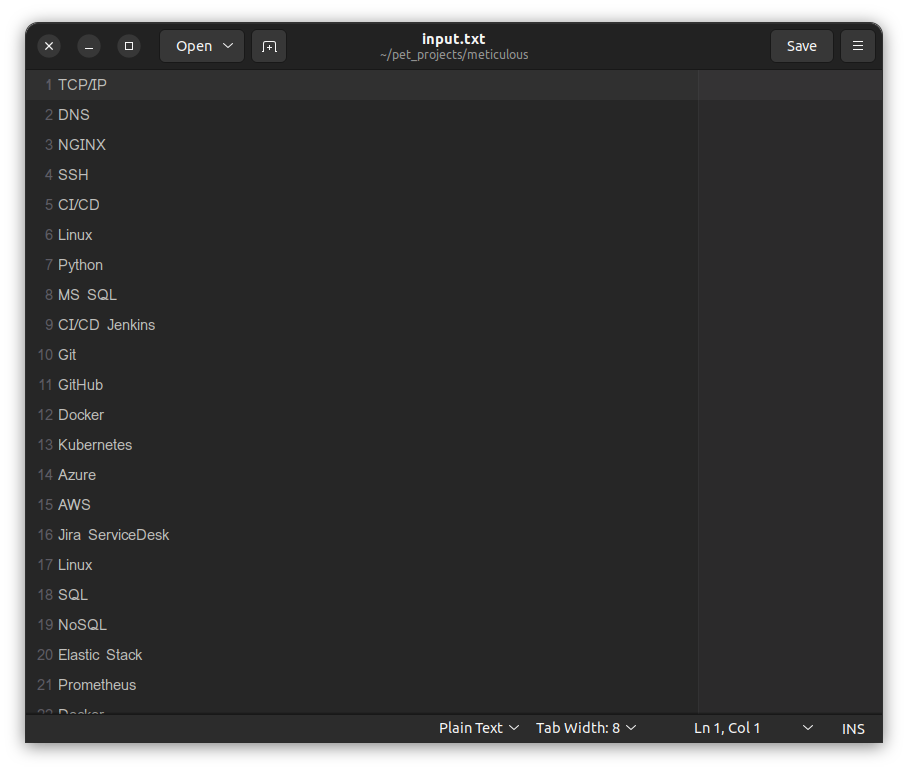 Open
input.txt
~/pet_projects/meticulous
Save
1 TCP/IP
2 DNS
3 NGINX
4 SSH
5 CI/CD
6 Linux
7 Python
8 MS SQL
9 CI/CD Jenkins
10 Git
11 GitHub
12 Docker
13 Kubernetes
14 Azure
15 AWS
16 Jira ServiceDesk
17 Linux
18 SQL
19 NoSQL
20 Elastic Stack
21 Prometheus
22 Docker
Plain Text Tab Width: 8 Ln 1, Col 1 INS